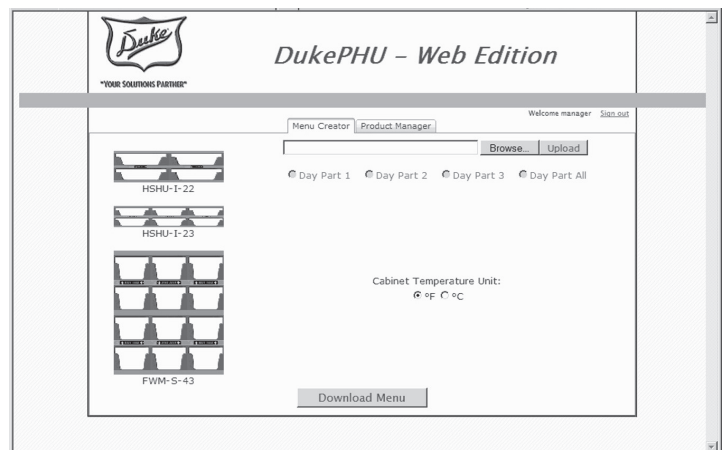 Duke
"YOUR SOLUTIONS PARTNER"
DukePHU – Web Edition
Welcome manager Sign out
Menu Creator Product Manager
Browse... Upload
Day Part 1 Day Part 2 Day Part 3 Day Part All
HSHU-I-22
HSHU-I-23
Cabinet Temperature Unit:
ºF ºC
FWM-S-43
Download Menu